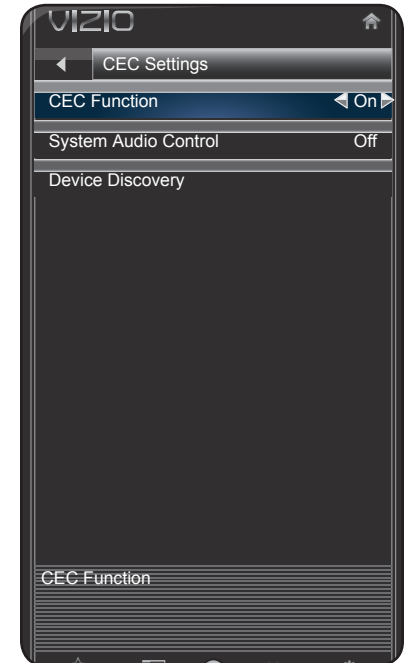 VIZIO
CEC Settings
CEC Function On
System Audio Control Off
Device Discovery
CEC Function